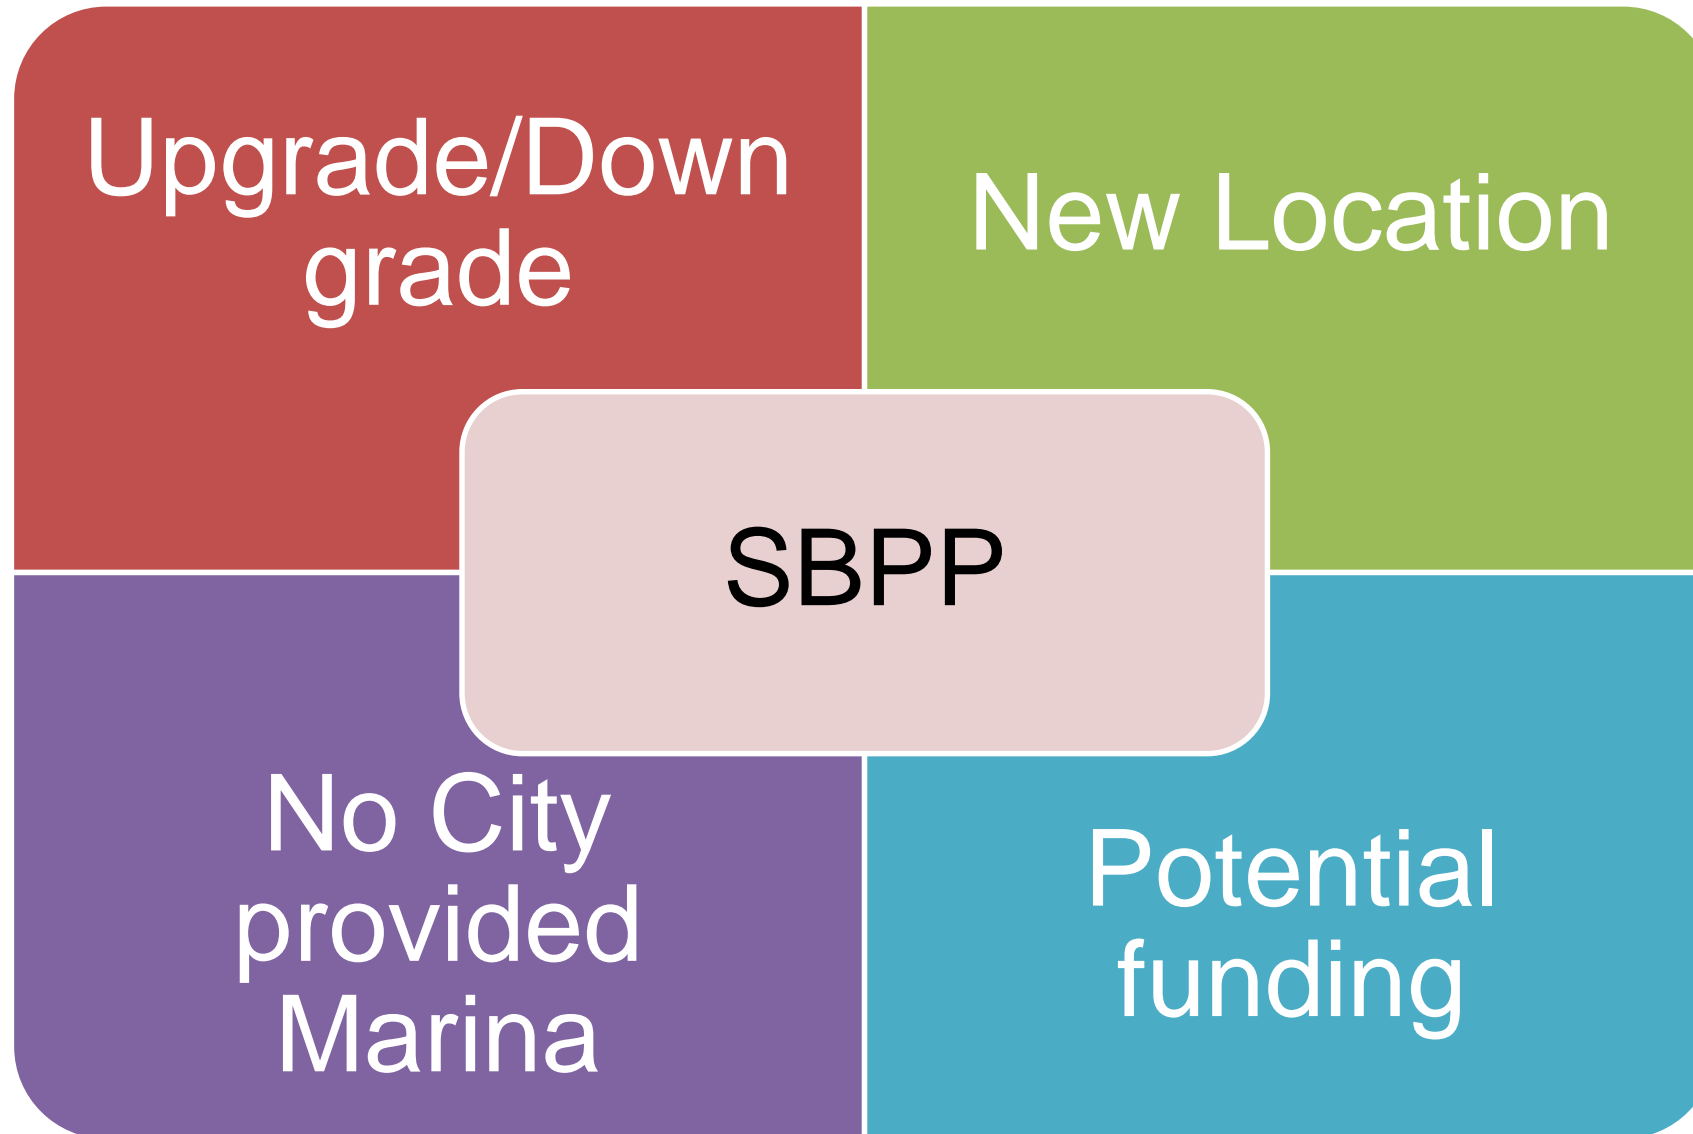 Upgrade/Down
grade
New Location
SBPP
No City
provided
Marina
Potential
funding